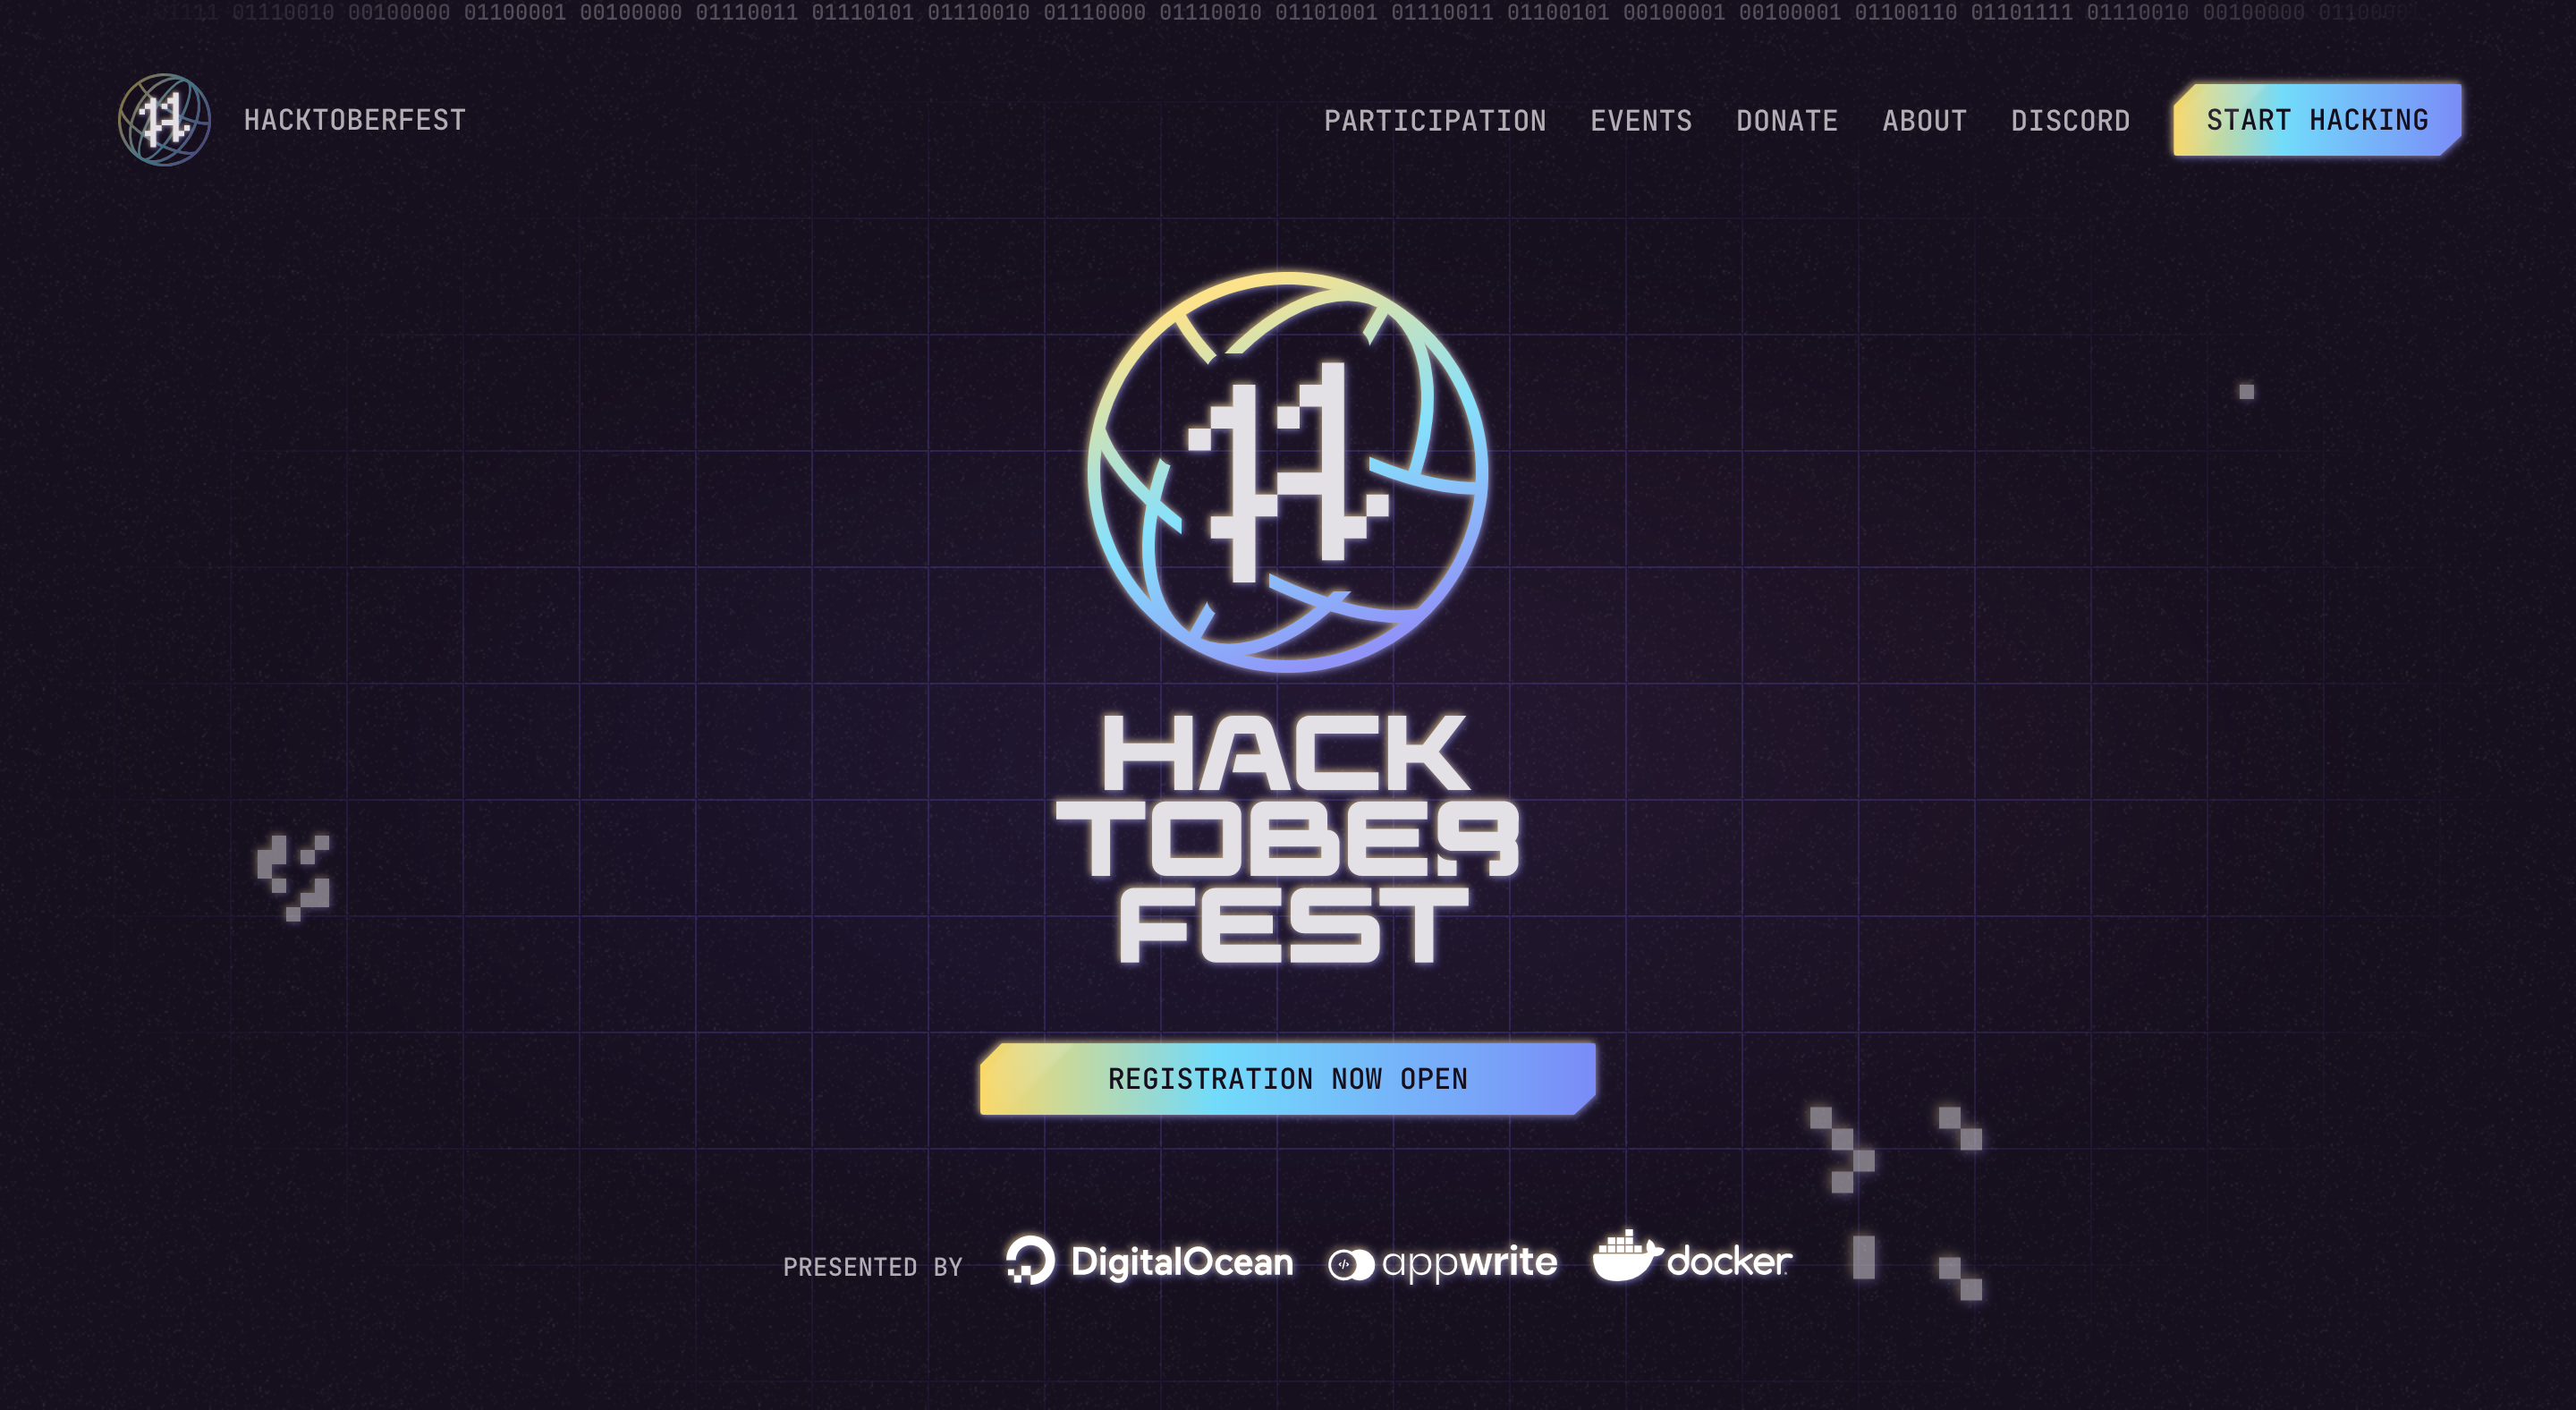 01110010 00100000 01100001 00100000 01110011 01110101 01110010 01110000 01110010 01101001 01110011 01100101 00100001 00100001 01100110 01101111 01110010 00100000
HACKTOBERFEST
PARTICIPATION EVENTS DONATE ABOUT DISCORD START HACKING
HACK
TOBER
FEST
REGISTRATION NOW OPEN
PRESENTED BY DigitalOcean appwrite docker